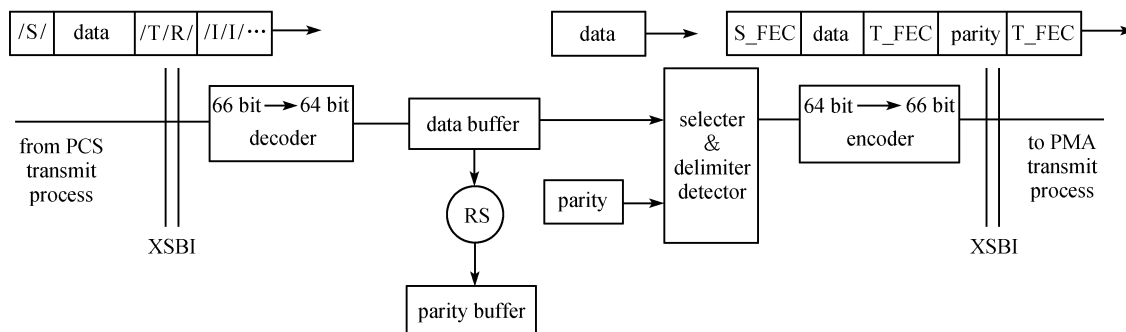 /S/ data /T/R/ /I/I/ ···
data
S_FEC data T_FEC parity T_FEC
66 bit → 64 bit
decoder
data buffer
selecter
&
delimiter
detector
64 bit → 66 bit
encoder
from PCS
transmit
process
to PMA
transmit
process
parity
RS
XSBI
XSBI
parity buffer